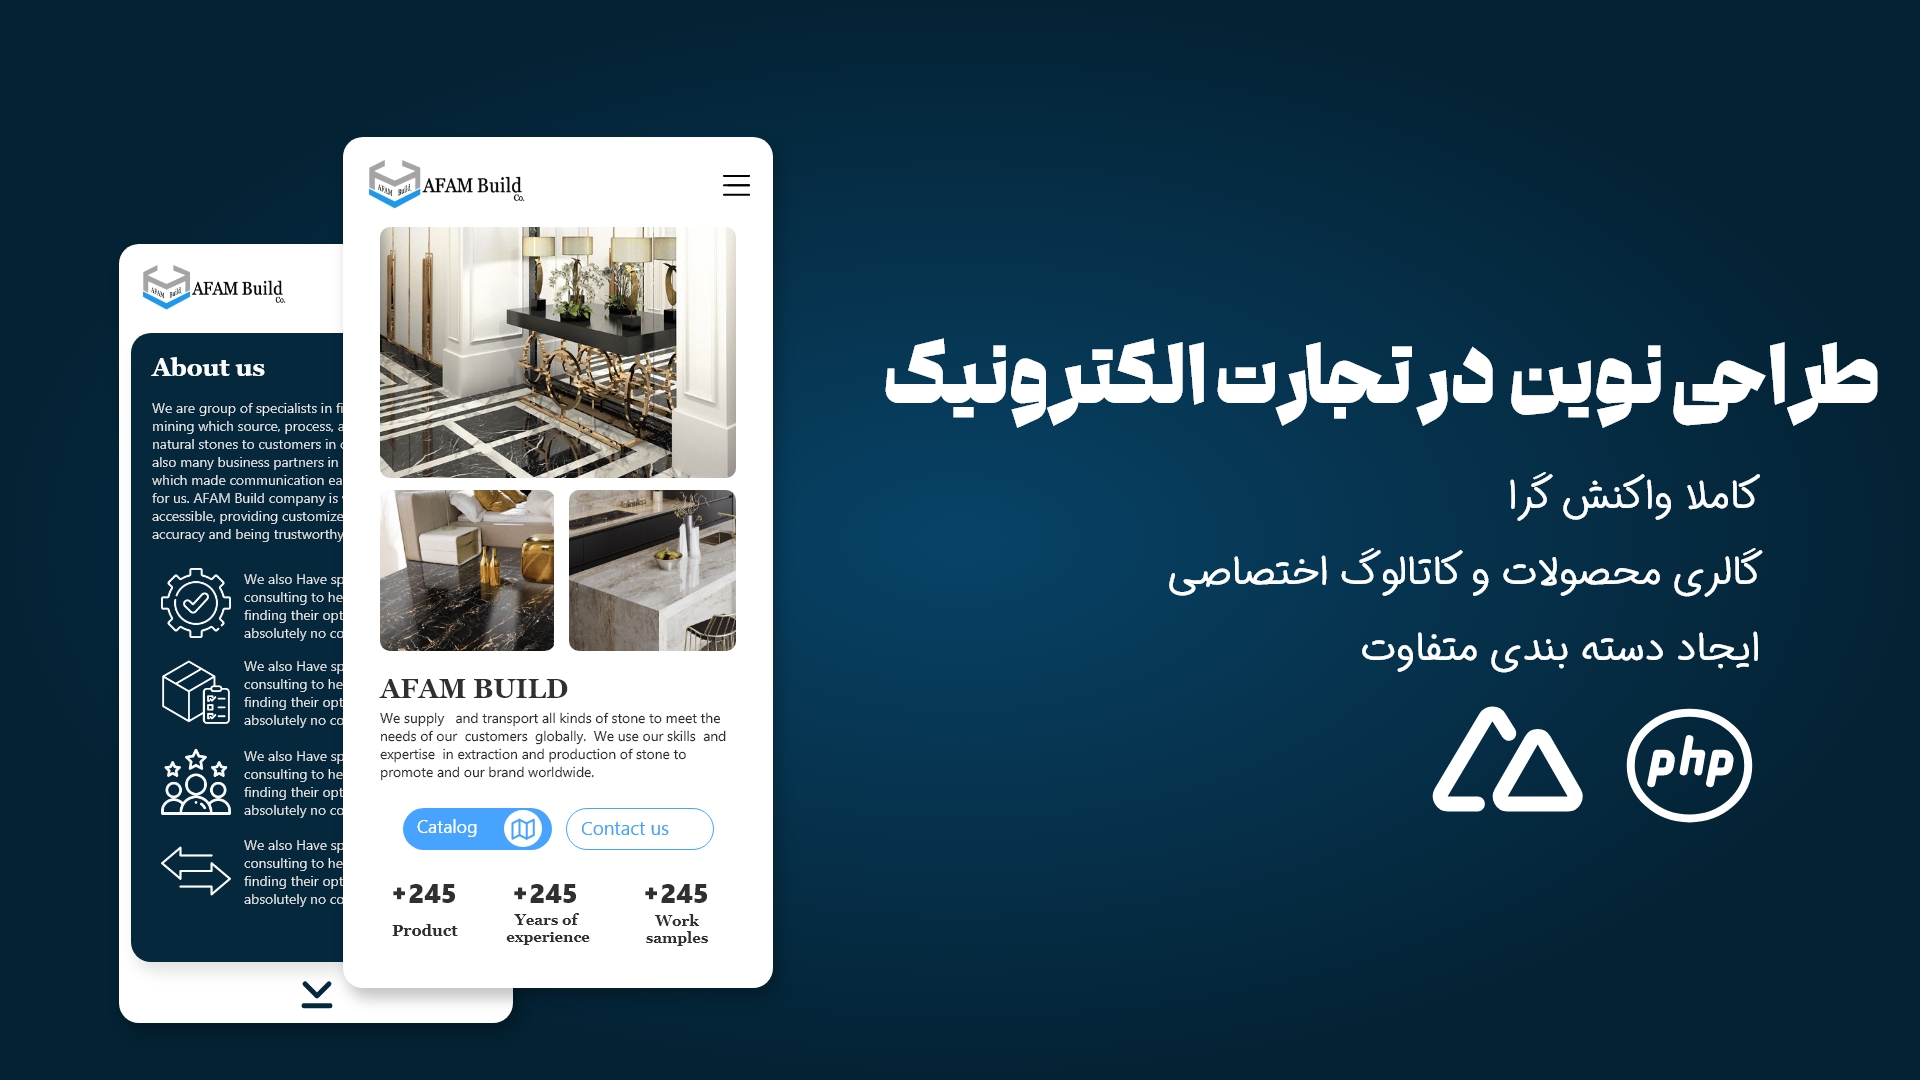 AFAM Build
Co.
About us
We are group of specialists in fi
mining which source, process, a
natural stones to customers in
also many business partners in
which made communication ea
for us. AFAM Build company is
accessible, providing customize
accuracy and being trustworthy
We also Have sp
consulting to he
finding their opt
absolutely no co
We also Have sp
consulting to he
finding their opt
absolutely no co
We also Have sp
consulting to he
finding their opt
absolutely no co
We also Have sp
consulting to he
finding their opt
absolutely no co
AFAM Build
Co.
AFAM BUILD
We supply and transport all kinds of stone to meet the
needs of our customers globally. We use our skills and
expertise in extraction and production of stone to
promote and our brand worldwide.
Catalog
Contact us
+245 +245 +245
Product
Years of
experience
Work
samples
طراحی نوین در تجارت الکترونیک
کاملا واکنش گرا
گالری محصولات و کاتالوگ اختصاصی
ایجاد دسته بندی متفاوت
php